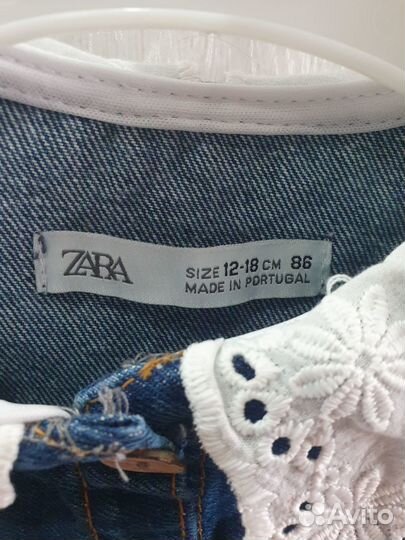 ZARA
SIZE 12-18 CM 86
MADE IN PORTUGAL
Avito